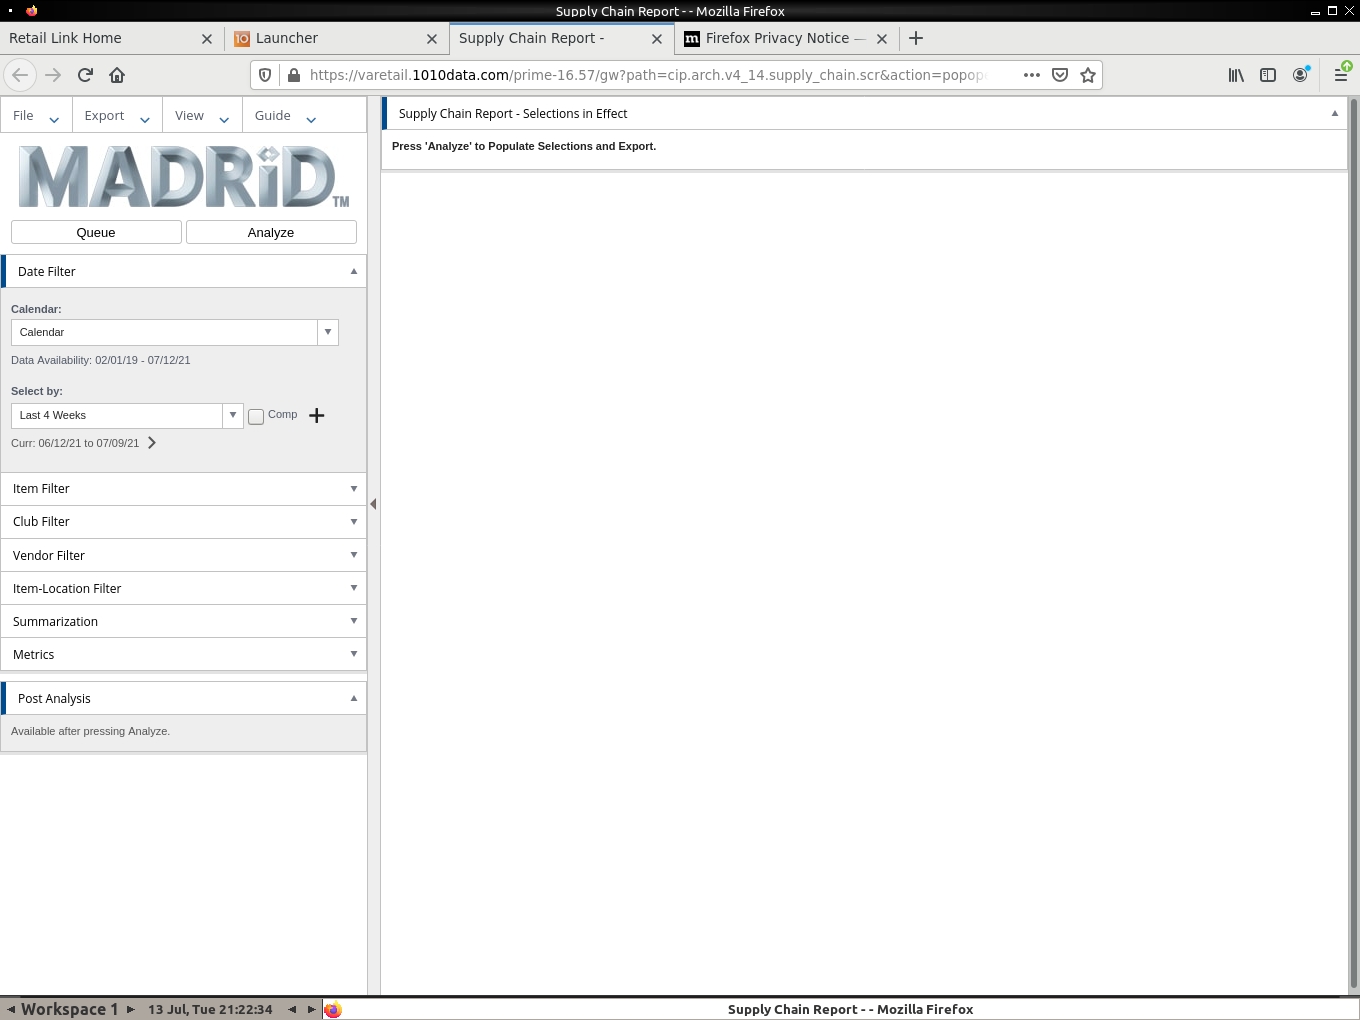 Supply Chain Report - - Mozilla Firefox
Retail Link Home
Launcher
Supply Chain Report -
Firefox Privacy Notice —
https://varetail.1010data.com/prime-16.57/gw?path=cip.arch.v4_14.supply_chain.scr&action=popop
File
Export
View
Guide
MADRiD™
Queue
Analyze
Date Filter
Calendar:
Calendar
Data Availability: 02/01/19 - 07/12/21
Select by:
Last 4 Weeks
Comp
Curr: 06/12/21 to 07/09/21
Item Filter
Club Filter
Vendor Filter
Item-Location Filter
Summarization
Metrics
Post Analysis
Available after pressing Analyze.
Supply Chain Report - Selections in Effect
Press 'Analyze' to Populate Selections and Export.
Workspace 1
13 Jul, Tue 21:22:34
Supply Chain Report - - Mozilla Firefox